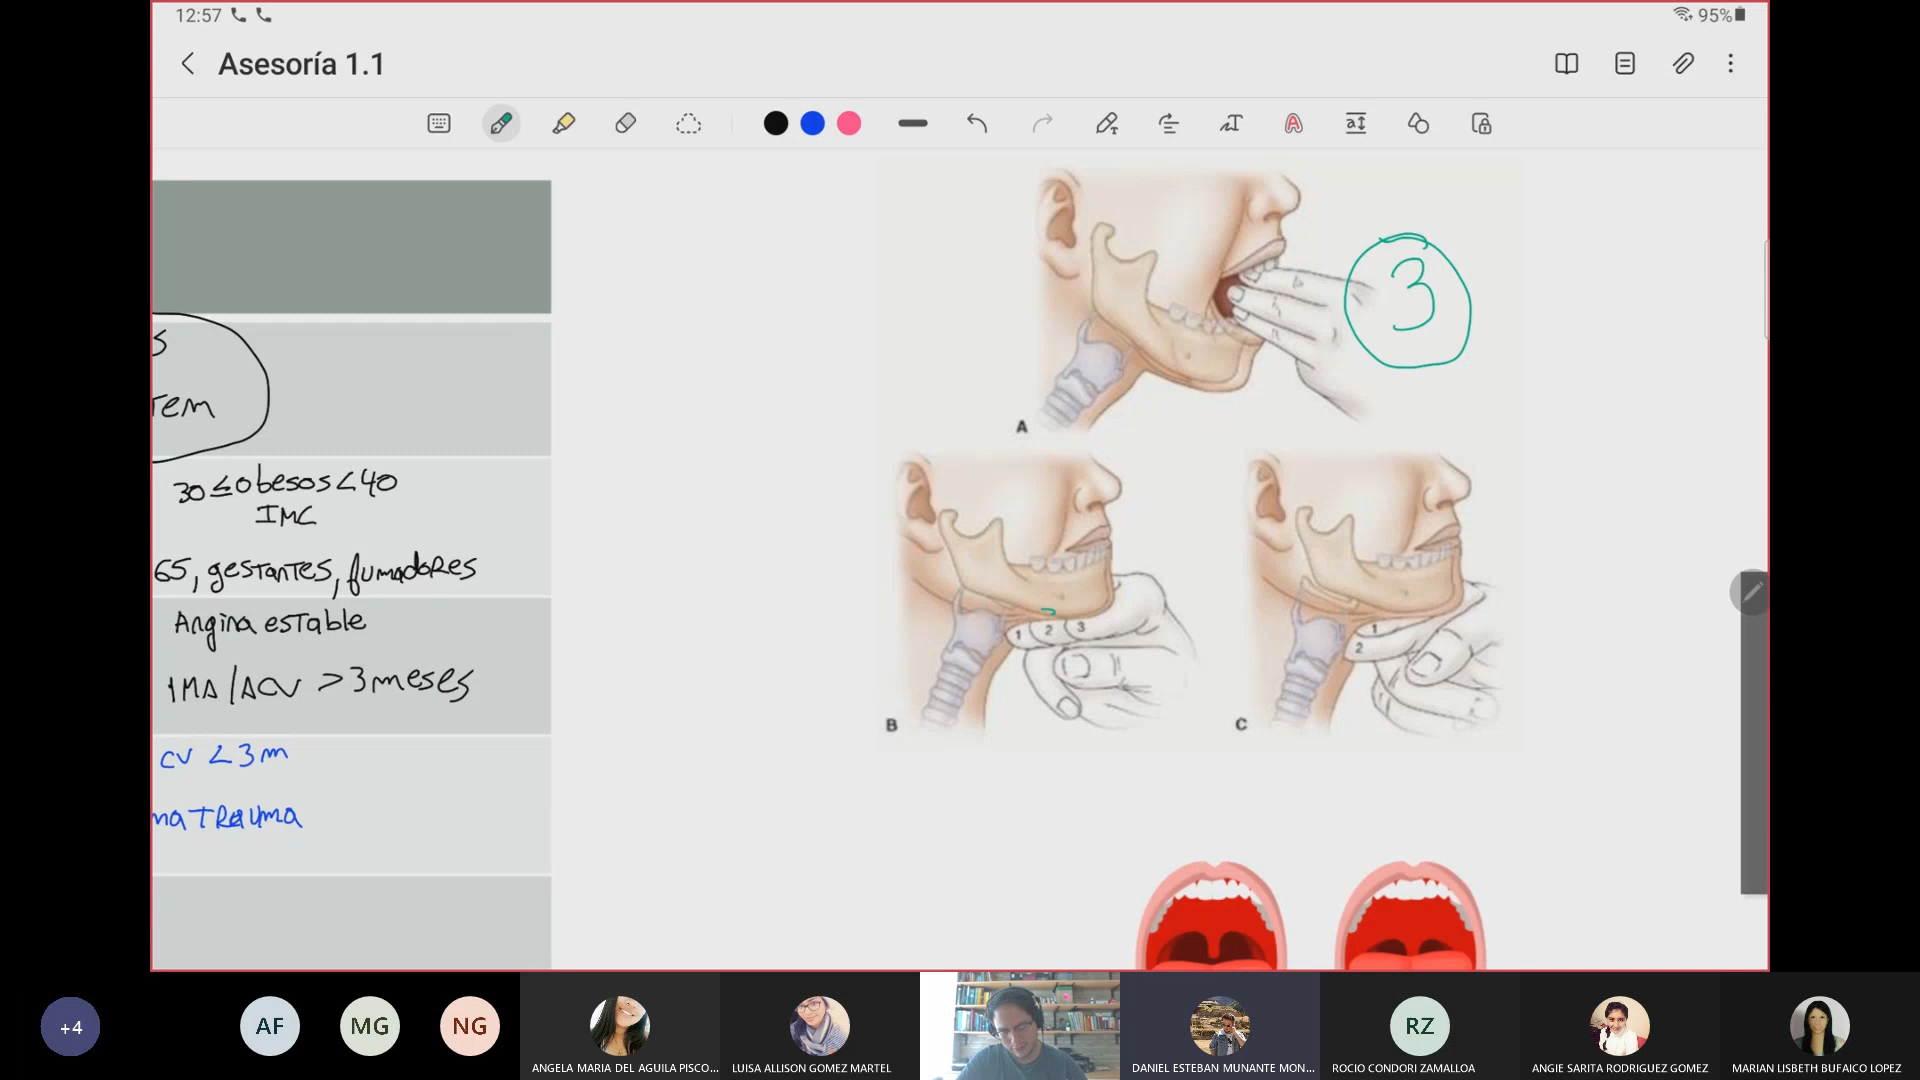 12:57
95%
Asesoría 1.1
s
Tem
30≤obesos<40
IMC
65, gestantes, fumadores
Angina estable
IMA/ACV >3meses
CV <3m
ma Trauma
3
A
1 2 3
B
1
2
C
+4
AF
MG
NG
ANGELA MARIA DEL AGUILA PISCO...
LUISA ALLISON GOMEZ MARTEL
DANIEL ESTEBAN MUNANTE MON...
RZ
ROCIO CONDORI ZAMALLOA
ANGIE SARITA RODRIGUEZ GOMEZ
MARIAN LISBETH BUFAICO LOPEZ